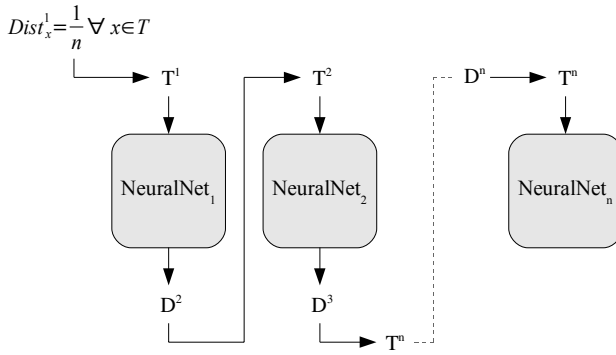 Dist¹ₓ = 1/n ∀ x∈T
T¹
T²
Dⁿ
Tⁿ
NeuralNet₁
NeuralNet₂
NeuralNetₙ
D²
D³
Tⁿ